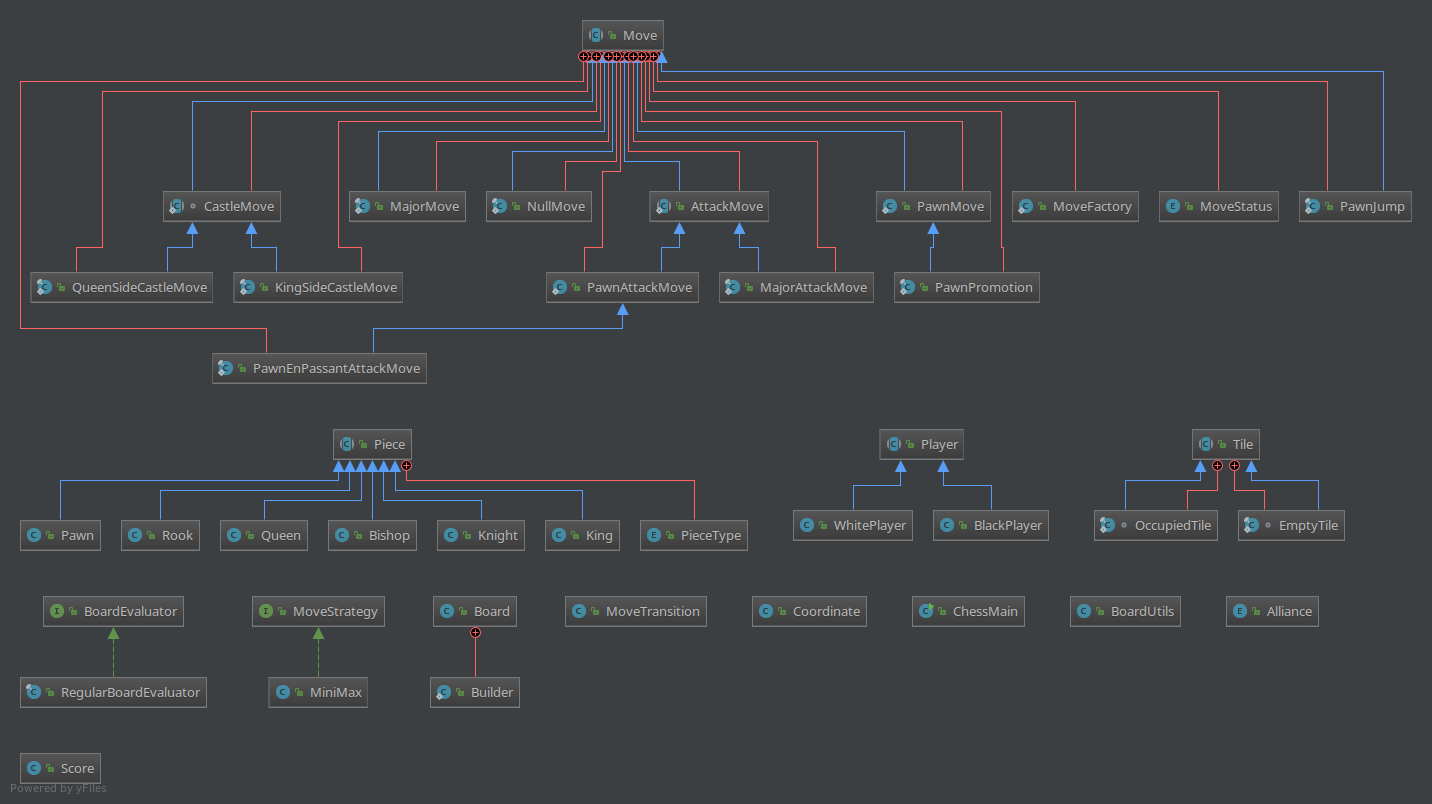 Move
CastleMove
MajorMove
NullMove
AttackMove
PawnMove
MoveFactory
MoveStatus
PawnJump
QueenSideCastleMove
KingSideCastleMove
PawnAttackMove
MajorAttackMove
PawnPromotion
PawnEnPassantAttackMove
Piece
Player
Tile
Pawn
Rook
Queen
Bishop
Knight
King
PieceType
WhitePlayer
BlackPlayer
OccupiedTile
EmptyTile
BoardEvaluator
MoveStrategy
Board
MoveTransition
Coordinate
ChessMain
BoardUtils
Alliance
RegularBoardEvaluator
MiniMax
Builder
Score
Powered by yFiles